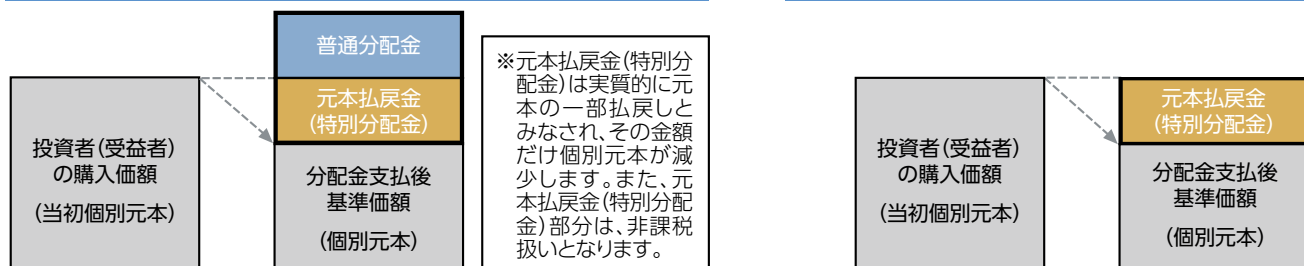 投資者(受益者)
の購入価額
(当初個別元本)
普通分配金
元本払戻金
(特別分配金)
分配金支払後
基準価額
(個別元本)
※元本払戻金(特別分
配金)は実質的に元
本の一部払戻しと
みなされ、その金額
だけ個別元本が減
少します。また、元
本払戻金(特別分配
金)部分は、非課税
扱いとなります。
投資者(受益者)
の購入価額
(当初個別元本)
元本払戻金
(特別分配金)
分配金支払後
基準価額
(個別元本)